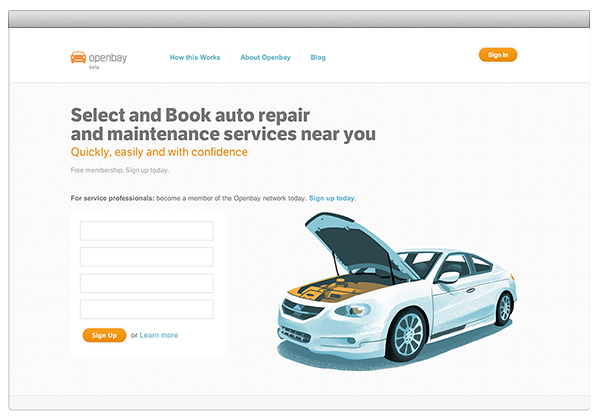 openbay
beta
How this Works
About Openbay
Blog
Sign In
Select and Book auto repair
and maintenance services near you
Quickly, easily and with confidence
Free membership. Sign up today.
For service professionals: become a member of the Openbay network today. Sign up today.
Sign Up or Learn more